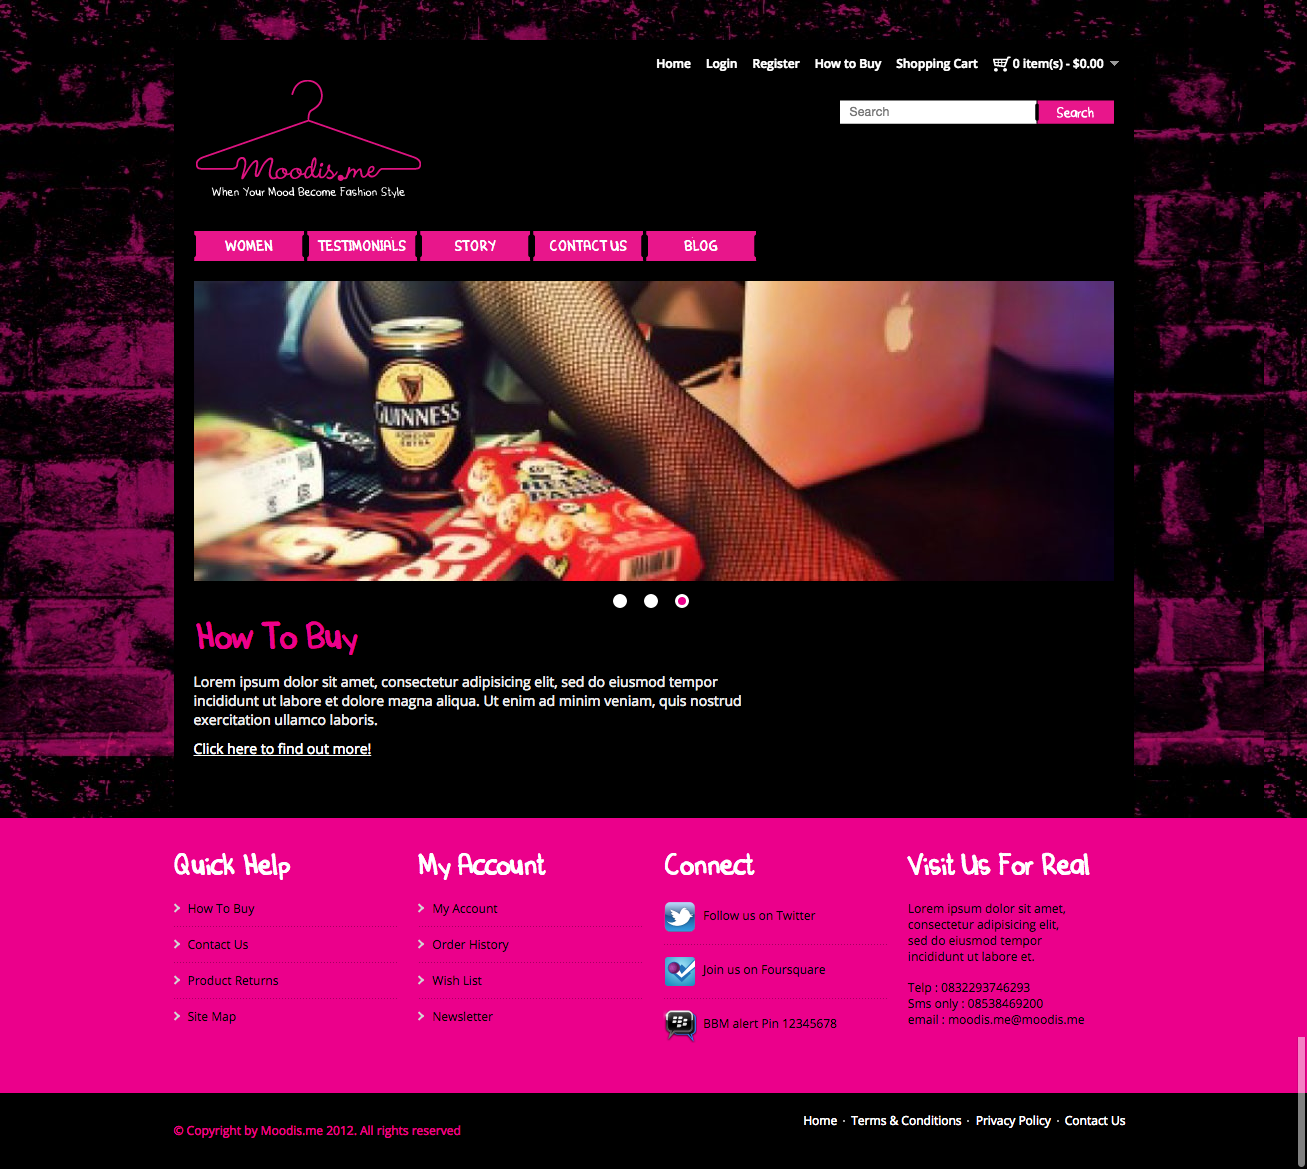 Home Login Register How to Buy Shopping Cart 0 item(s) - $0.00
Search Search
Moodis.me
When Your Mood Become Fashion Style
WOMEN TESTIMONIALS STORY CONTACT US BLOG
GUINNESS
FOREIGN
EXTRA
How To Buy
Lorem ipsum dolor sit amet, consectetur adipisicing elit, sed do eiusmod tempor
incididunt ut labore et dolore magna aliqua. Ut enim ad minim veniam, quis nostrud
exercitation ullamco laboris.
Click here to find out more!
Quick Help
How To Buy
Contact Us
Product Returns
Site Map
My Account
My Account
Order History
Wish List
Newsletter
Connect
Follow us on Twitter
Join us on Foursquare
BBM alert Pin 12345678
Visit Us For Real
Lorem ipsum dolor sit amet,
consectetur adipisicing elit,
sed do eiusmod tempor
incididunt ut labore et.
Telp : 0832293746293
Sms only : 08538469200
email : moodis.me@moodis.me
© Copyright by Moodis.me 2012. All rights reserved
Home · Terms & Conditions · Privacy Policy · Contact Us